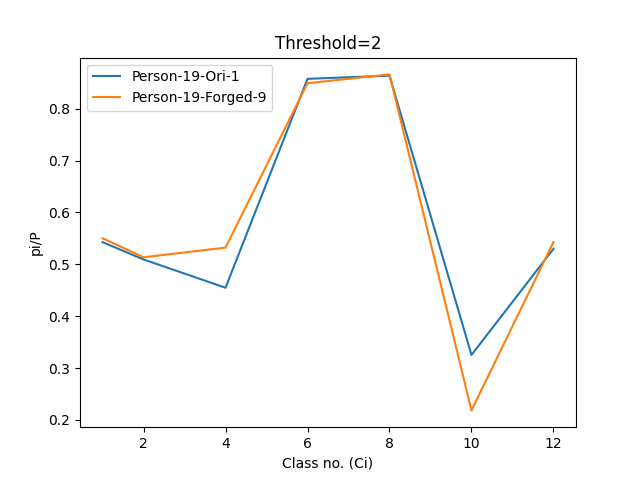 Threshold=2
Person-19-Ori-1
Person-19-Forged-9
pi/P
0.8
0.7
0.6
0.5
0.4
0.3
0.2
2 4 6 8 10 12
Class no. (Ci)